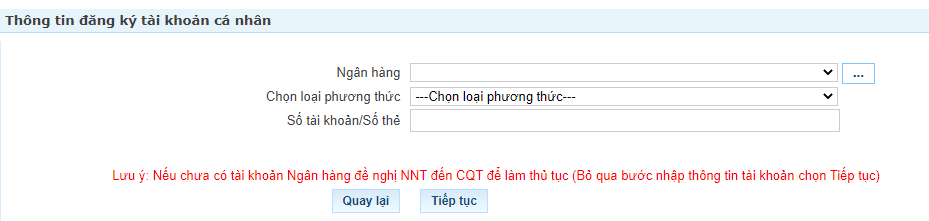 Thông tin đăng ký tài khoản cá nhân
Ngân hàng ...
Chọn loại phương thức ---Chọn loại phương thức---
Số tài khoản/Số thẻ
Lưu ý: Nếu chưa có tài khoản Ngân hàng đề nghị NNT đến CQT để làm thủ tục (Bỏ qua bước nhập thông tin tài khoản chọn Tiếp tục)
Quay lại Tiếp tục